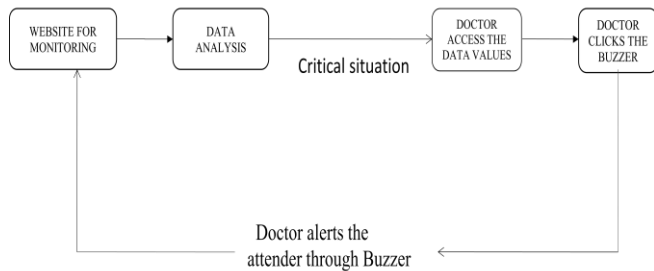 WEBSITE FOR
MONITORING
DATA
ANALYSIS
Critical situation
DOCTOR
ACCESS THE
DATA VALUES
DOCTOR
CLICKS THE
BUZZER
Doctor alerts the
attender through Buzzer